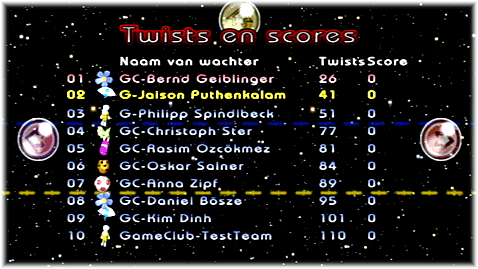 Twists en scores
Naam van wachter Twists Score
01 GC-Bernd Geiblinger 26 0
02 G-Jaison Puthenkalam 41 0
03 G-Philipp Spindlbeck 51 0
04 GC-Christoph Ster 77 0
05 GC-Rasim Özcökmez 81 0
06 GC-Oskar Salner 84 0
07 GC-Anna Zipf 89 0
08 GC-Daniel Bosze 95 0
09 GC-Kim Dinh 101 0
10 GameClub-TestTeam 110 0